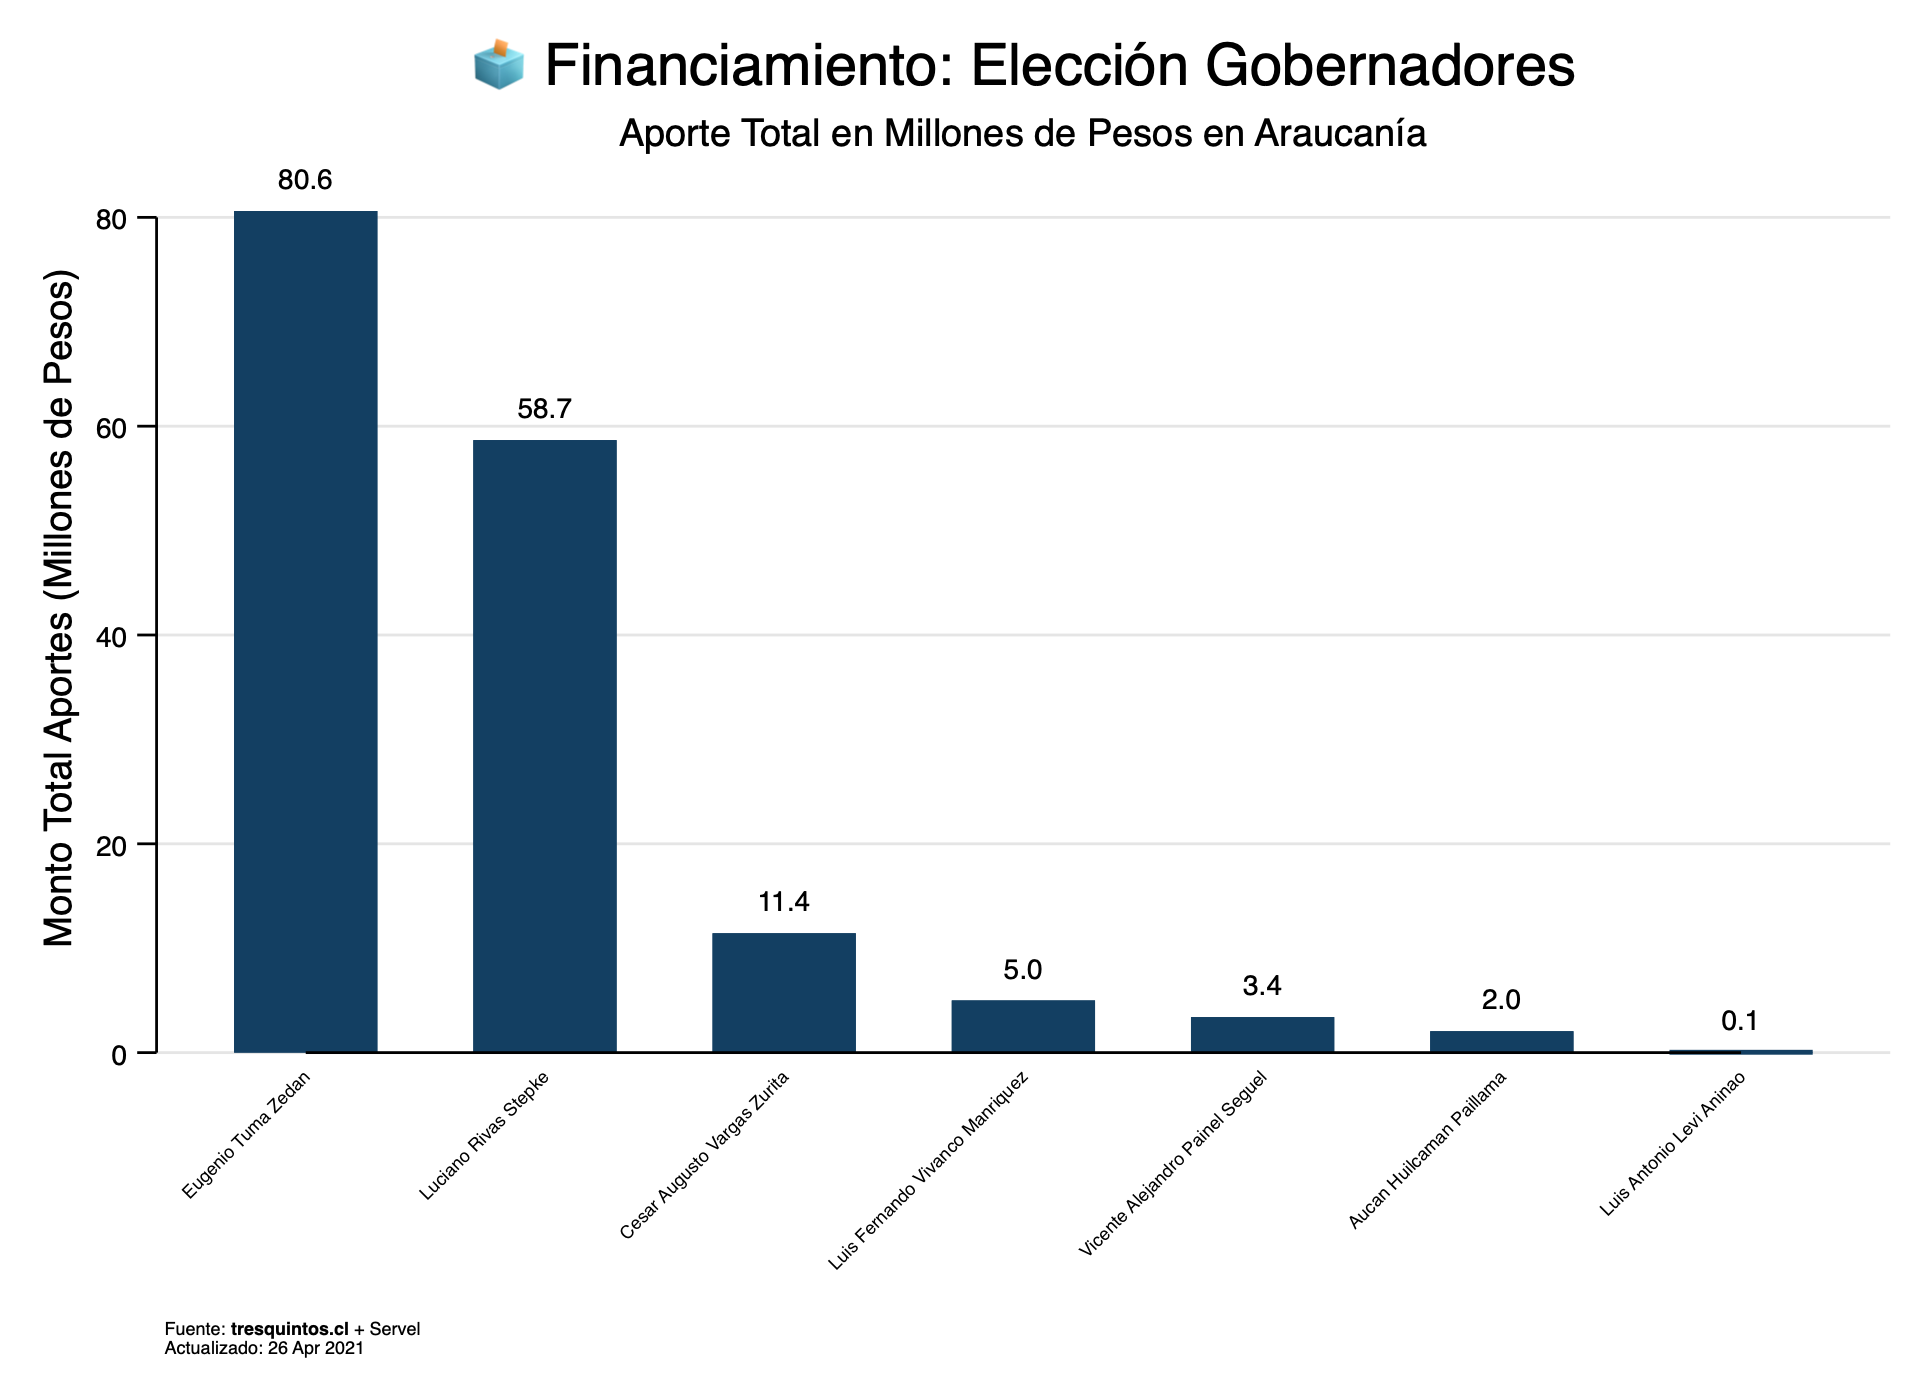 Financiamiento: Elección Gobernadores
Aporte Total en Millones de Pesos en Araucanía
Monto Total Aportes (Millones de Pesos)
80
60
40
20
0
80.6
58.7
11.4
5.0
3.4
2.0
0.1
Eugenio Tuma Zedan
Luciano Rivas Stepke
Cesar Augusto Vargas Zurita
Luis Fernando Vivanco Manriquez
Vicente Alejandro Painel Seguel
Aucan Huilcaman Paillama
Luis Antonio Levi Aninao
Fuente: tresquintos.cl + Servel
Actualizado: 26 Apr 2021